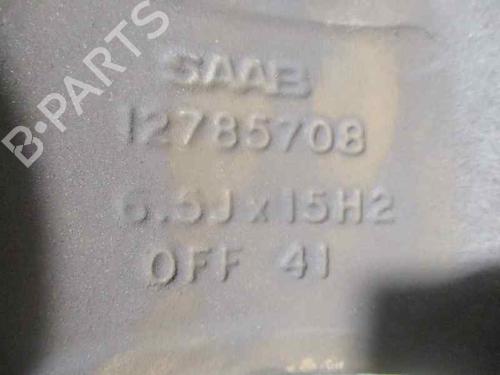 B-PARTS
SAAB
12785708
6.5J x 15H2
OFF 41